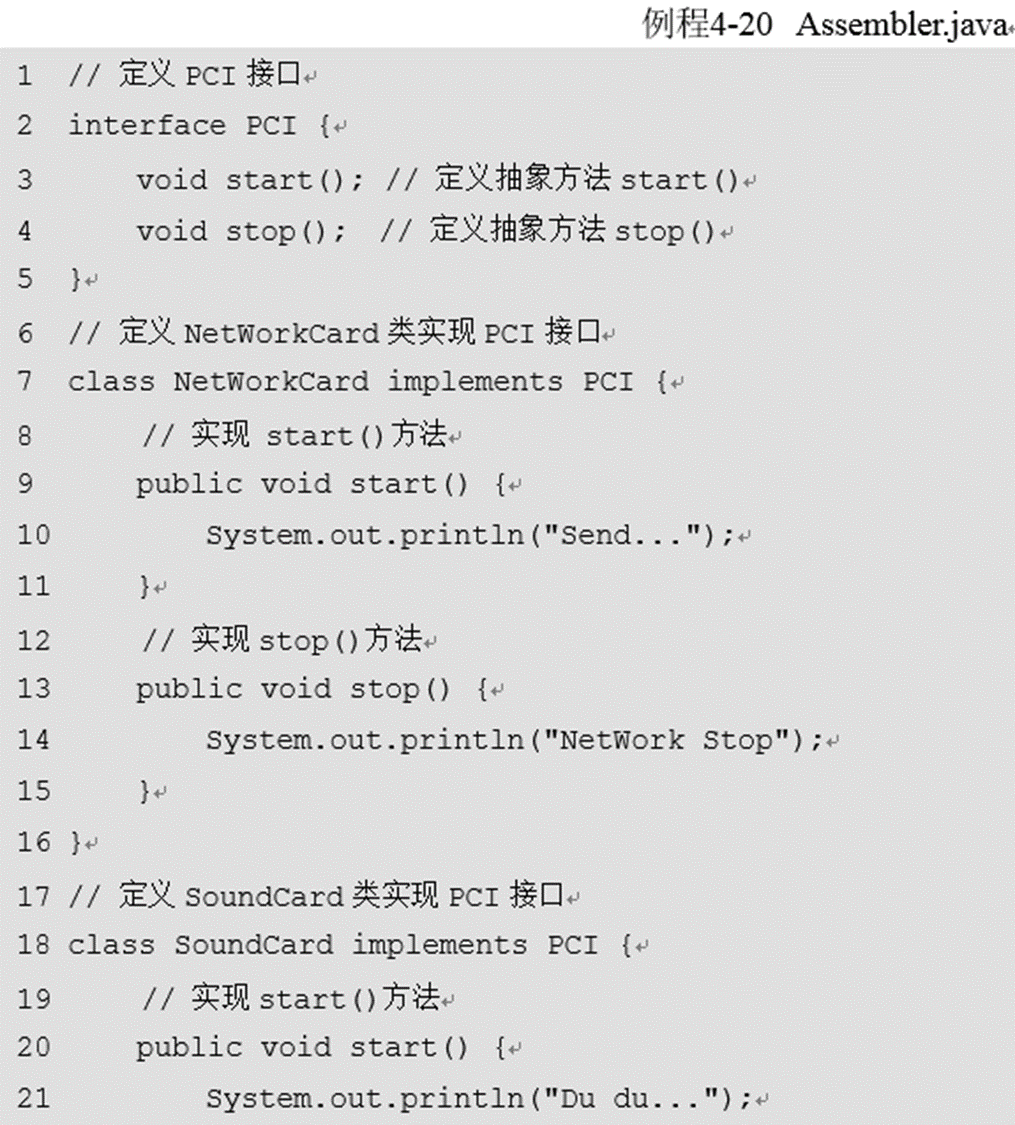 例程4-20 Assembler.java
1 // 定义 PCI 接口
2 interface PCI {
3 void start(); // 定义抽象方法 start()
4 void stop(); // 定义抽象方法 stop()
5 }
6 // 定义 NetWorkCard 类实现 PCI 接口
7 class NetWorkCard implements PCI {
8 // 实现 start()方法
9 public void start() {
10 System.out.println("Send...");
11 }
12 // 实现 stop()方法
13 public void stop() {
14 System.out.println("NetWork Stop");
15 }
16 }
17 // 定义 SoundCard 类实现 PCI 接口
18 class SoundCard implements PCI {
19 // 实现 start()方法
20 public void start() {
21 System.out.println("Du du...");